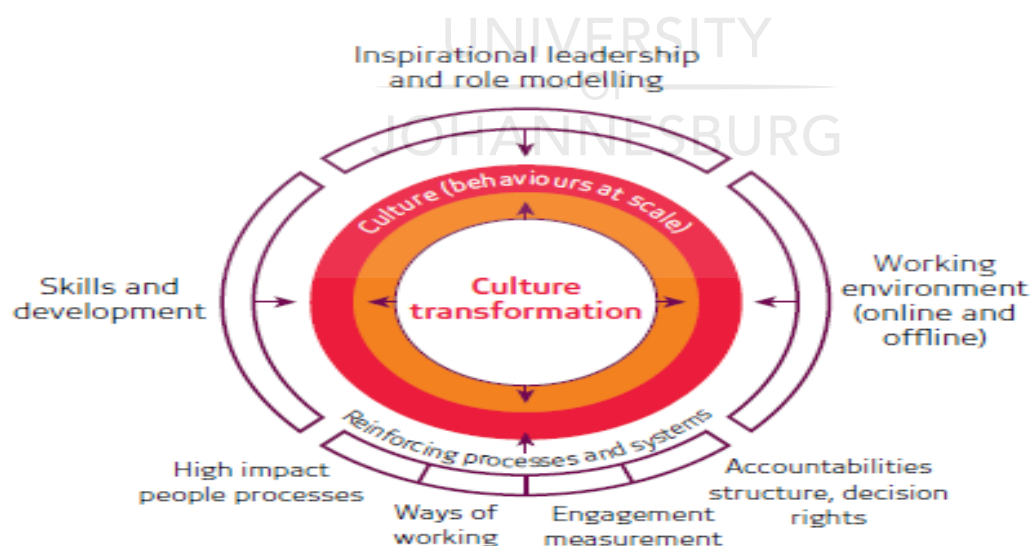 UNIVERSITY
OF
JOHANNESBURG
Inspirational leadership
and role modelling
Culture (behaviours at scale)
Culture
transformation
Skills and
development
Working
environment
(online and
offline)
Reinforcing processes and systems
High impact
people processes
Ways of
working
Engagement
measurement
Accountabilities
structure, decision
rights